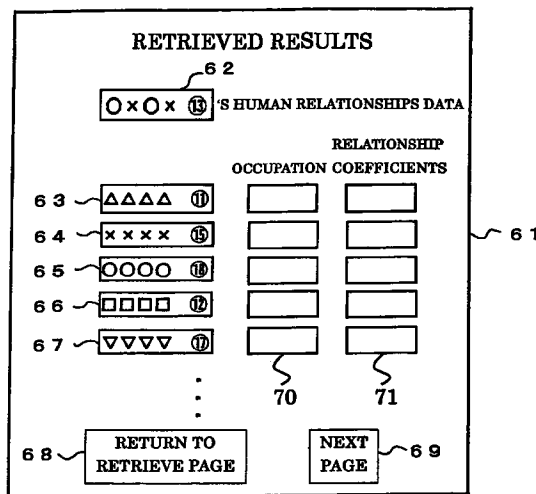 RETRIEVED RESULTS
62
○×○× ⑬ 'S HUMAN RELATIONSHIPS DATA
RELATIONSHIP
OCCUPATION COEFFICIENTS
63 △△△△ ⑪
64 ×××× ⑮ 61
65 ○○○○ ⑱
66 □□□□ ⑫
67 ▽▽▽▽ ⑰
70 71
68 RETURN TO RETRIEVE PAGE
NEXT PAGE 69